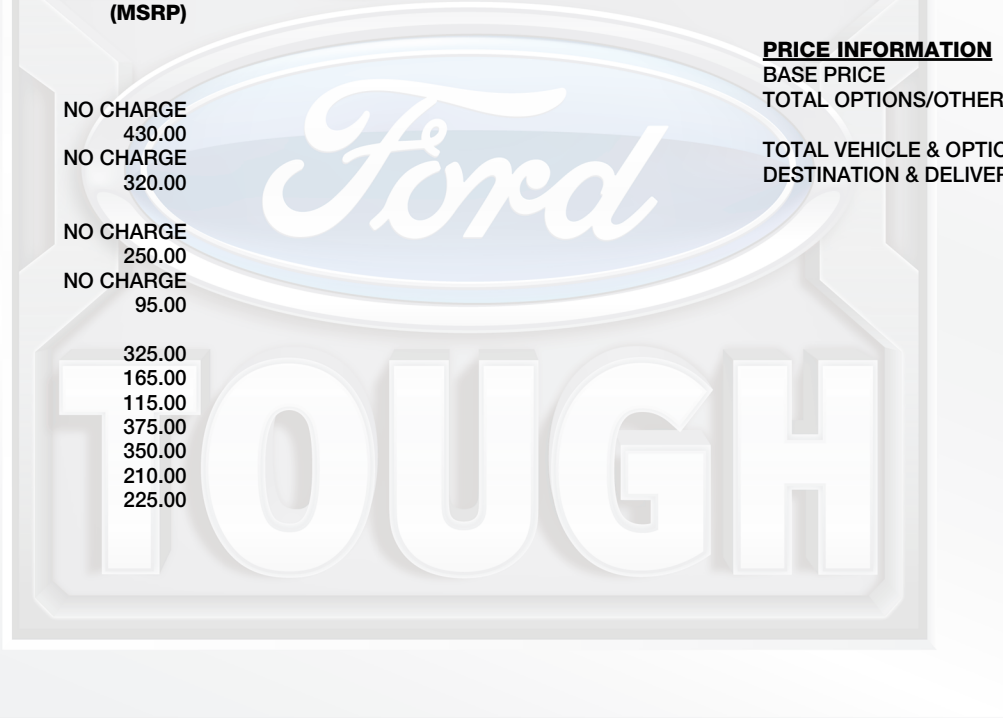 (MSRP)
NO CHARGE
430.00
NO CHARGE
320.00
NO CHARGE
250.00
NO CHARGE
95.00
325.00
165.00
115.00
375.00
350.00
210.00
225.00
PRICE INFORMATION
BASE PRICE
TOTAL OPTIONS/OTHER
TOTAL VEHICLE & OPTIO
DESTINATION & DELIVER
Ford
TOUGH